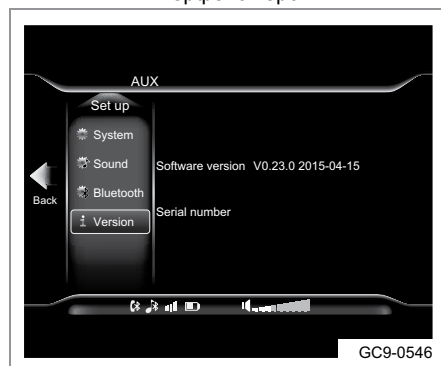 AUX
Set up
System
Sound
Software version V0.23.0 2015-04-15
Back
Bluetooth
Serial number
Version
GC9-0546